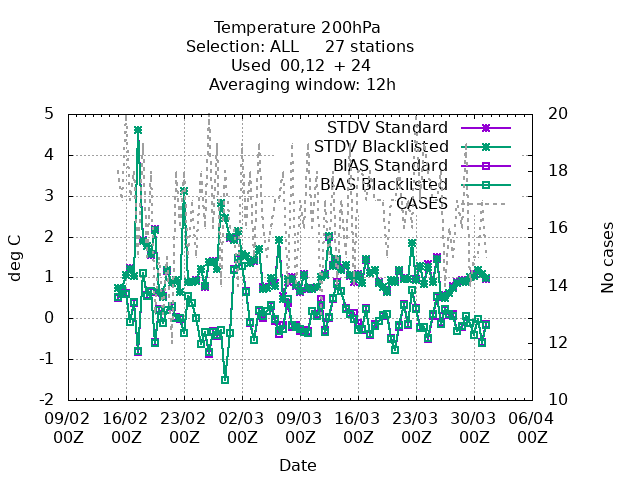 Temperature 200hPa
Selection: ALL 27 stations
Used 00,12 + 24
Averaging window: 12h
5
4
3
2
1
0
-1
-2
deg C
20
18
16
14
12
10
No cases
STDV Standard
STDV Blacklisted
BIAS Standard
BIAS Blacklisted
CASES
09/02 16/02 23/02 02/03 09/03 16/03 23/03 30/03 06/04
00Z 00Z 00Z 00Z 00Z 00Z 00Z 00Z 00Z
Date